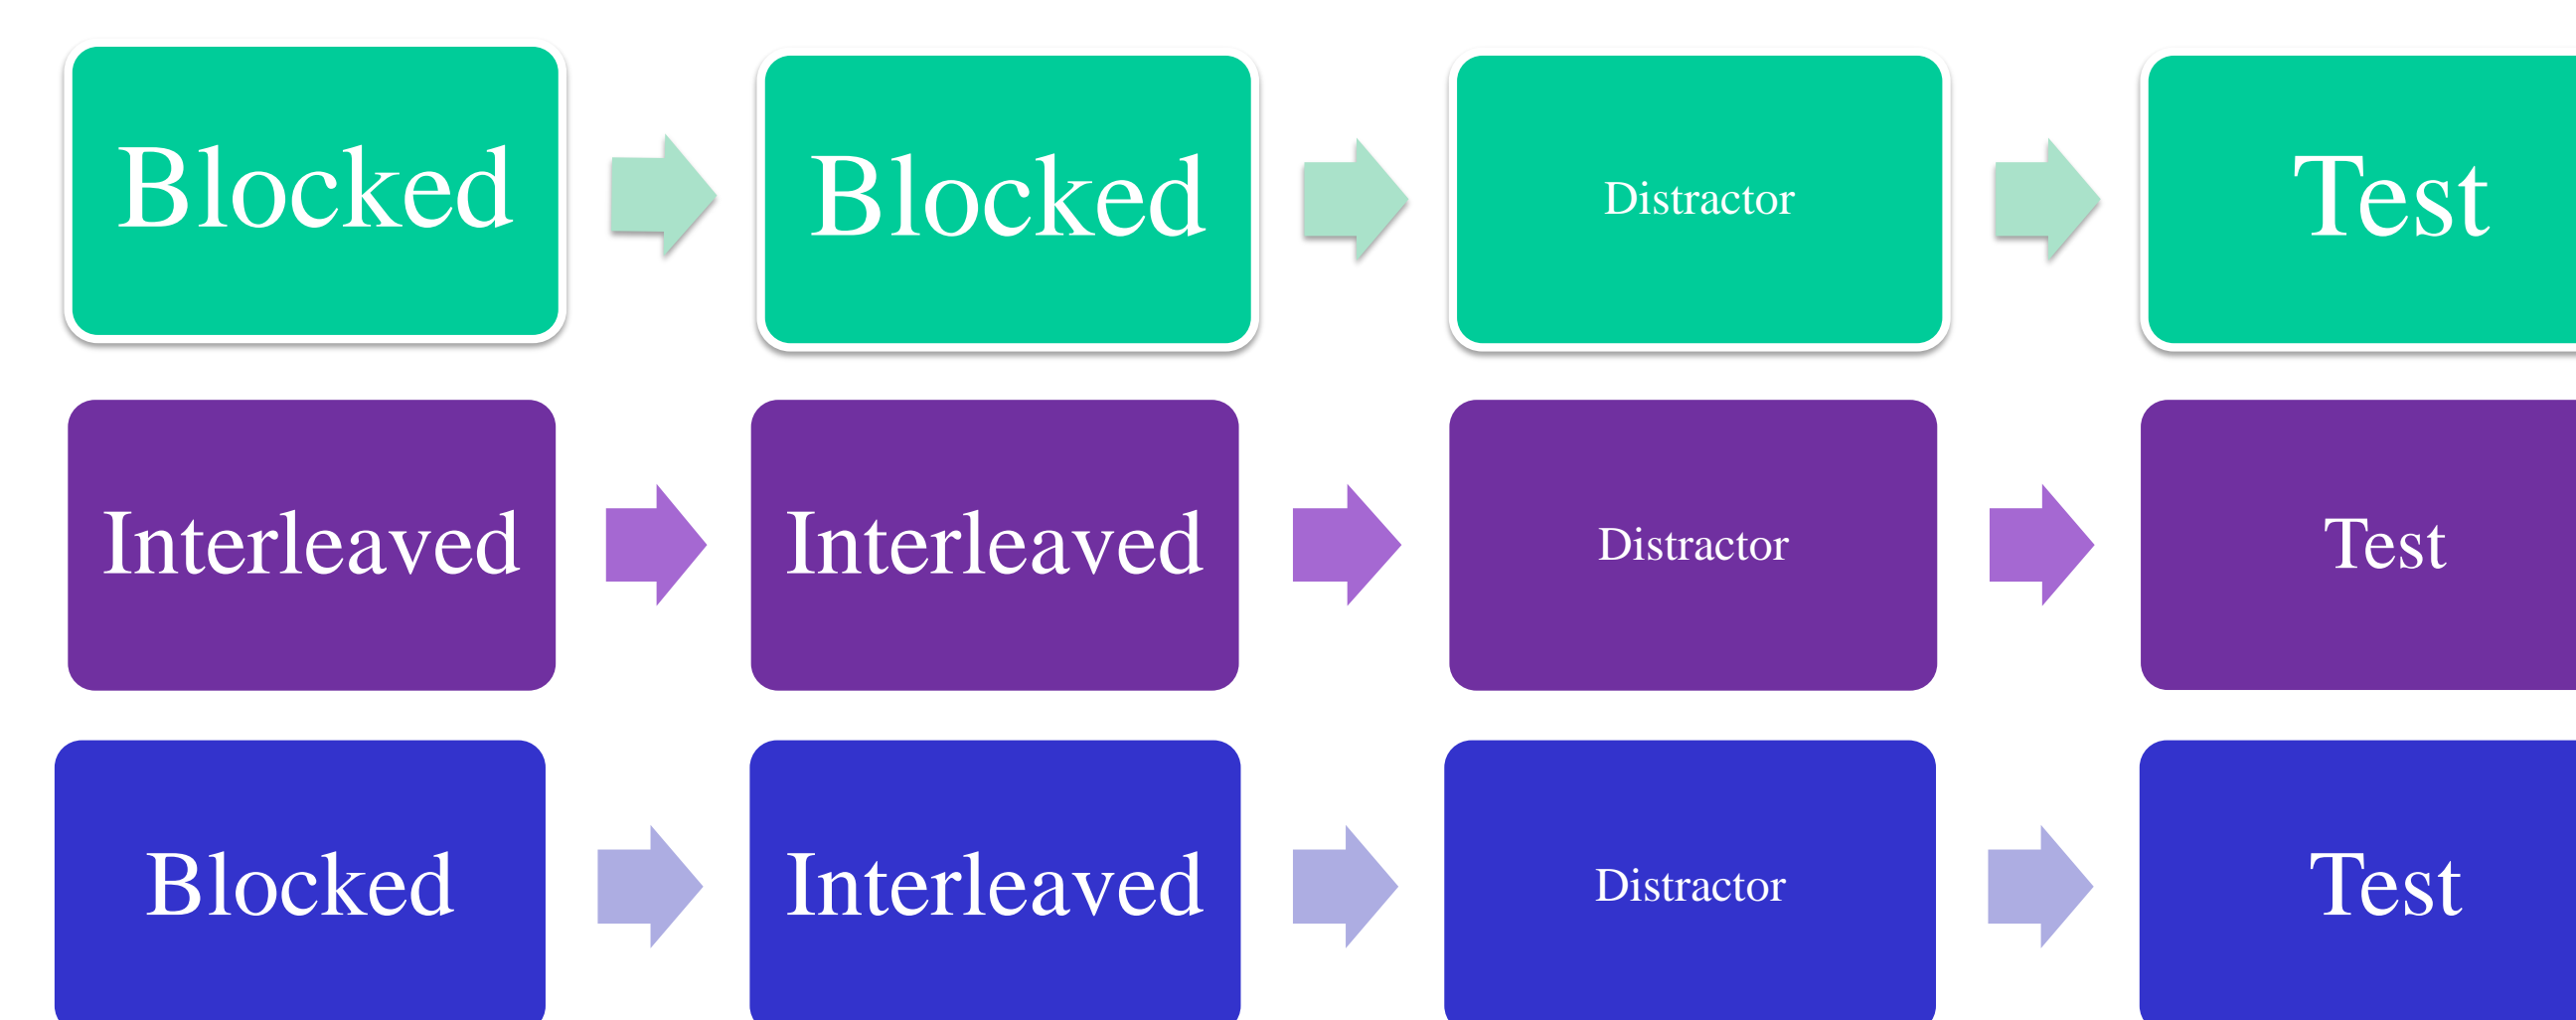 Blocked
Blocked
Distractor
Test
Interleaved
Interleaved
Distractor
Test
Blocked
Interleaved
Distractor
Test